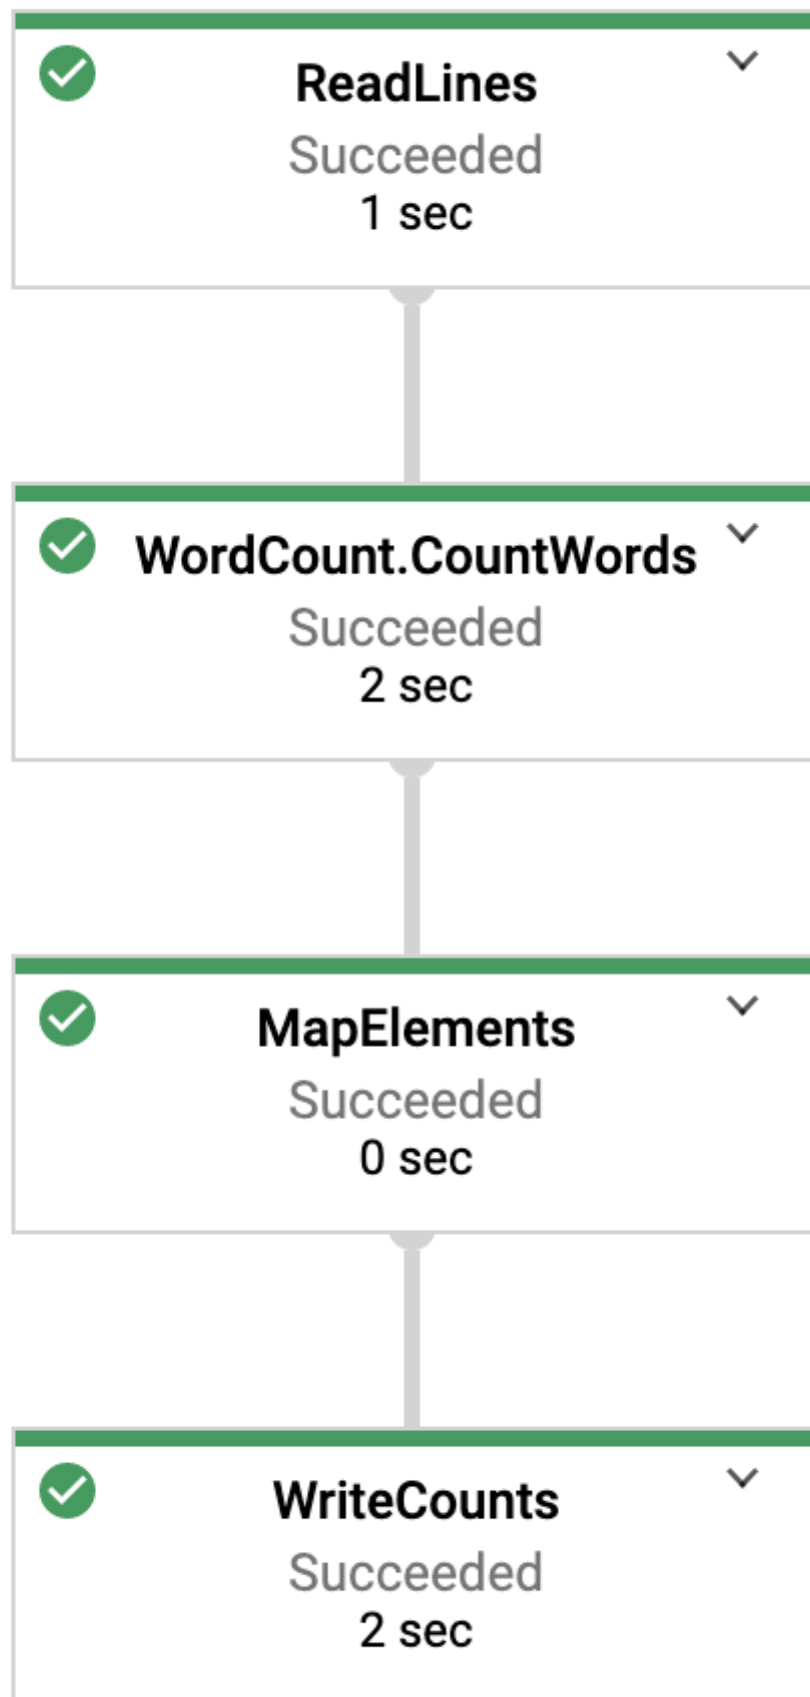 ReadLines
Succeeded
1 sec
WordCount.CountWords
Succeeded
2 sec
MapElements
Succeeded
0 sec
WriteCounts
Succeeded
2 sec